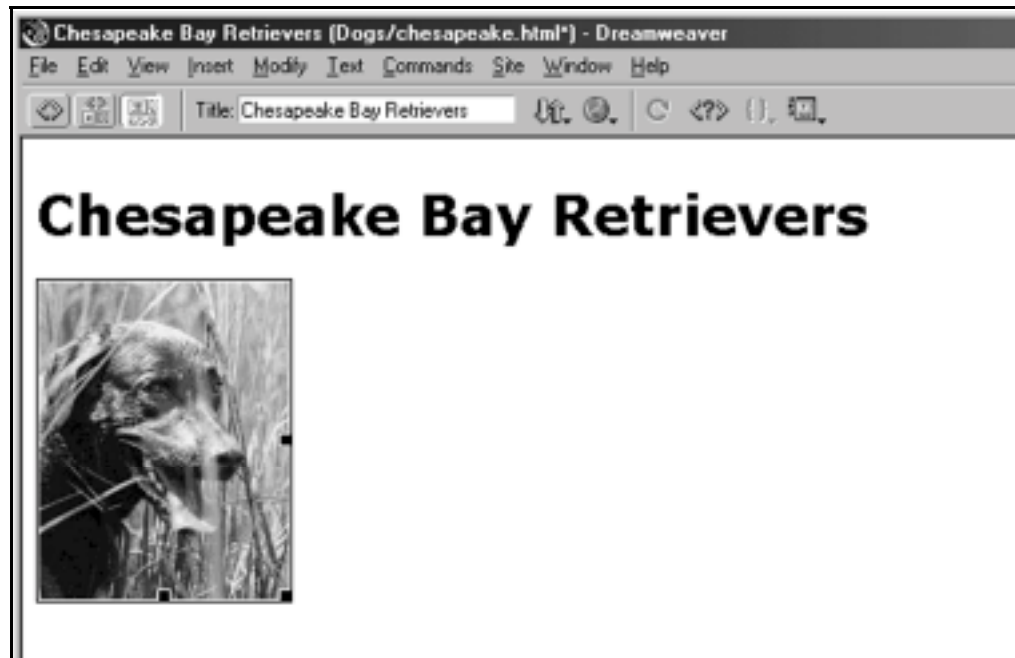 Chesapeake Bay Retrievers (Dogs/chesapeake.html*) - Dreamweaver
File Edit View Insert Modify Text Commands Site Window Help
Title: Chesapeake Bay Retrievers
Chesapeake Bay Retrievers